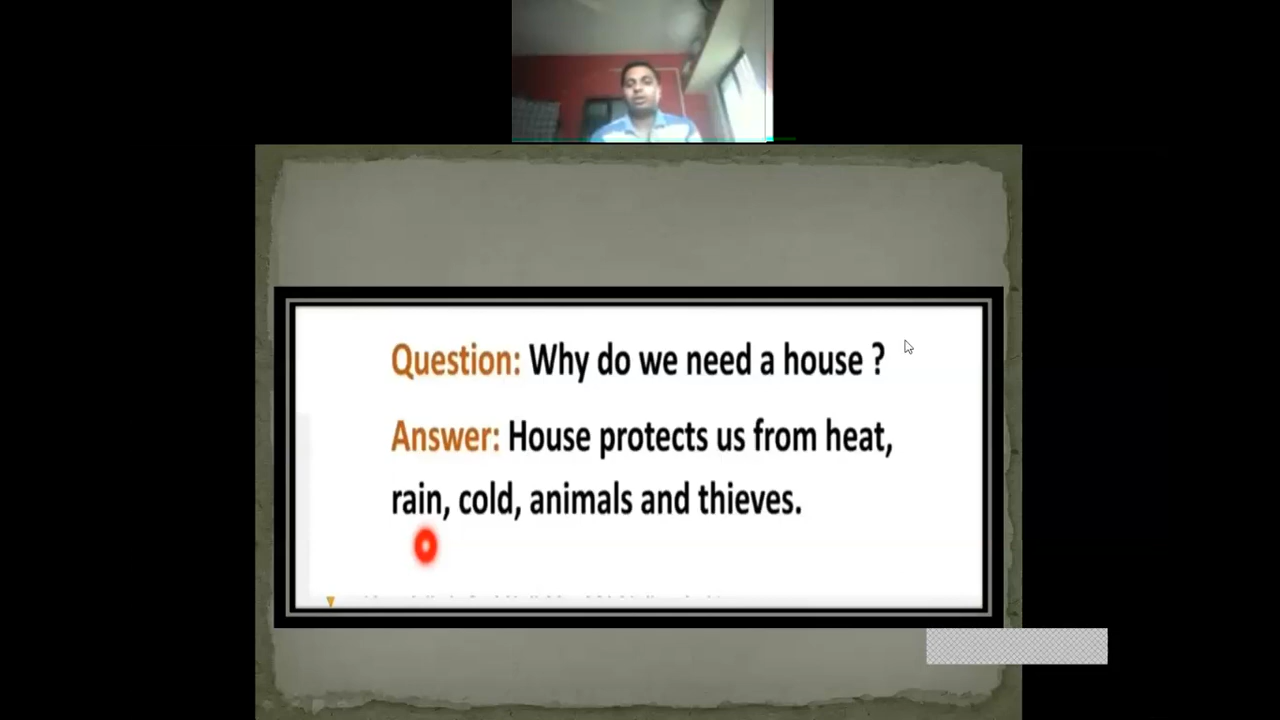 Question: Why do we need a house ?
Answer: House protects us from heat,
rain, cold, animals and thieves.